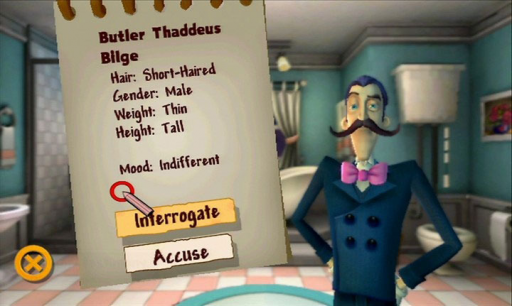 Butler Thaddeus
Bilge
Hair: Short-Haired
Gender: Male
Weight: Thin
Height: Tall
Mood: Indifferent
Interrogate
Accuse